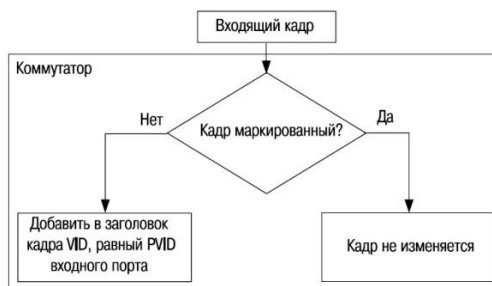 Входящий кадр
Коммутатор
Нет
Кадр маркированный?
Да
Добавить в заголовок
кадра VID, равный PVID
входного порта
Кадр не изменяется